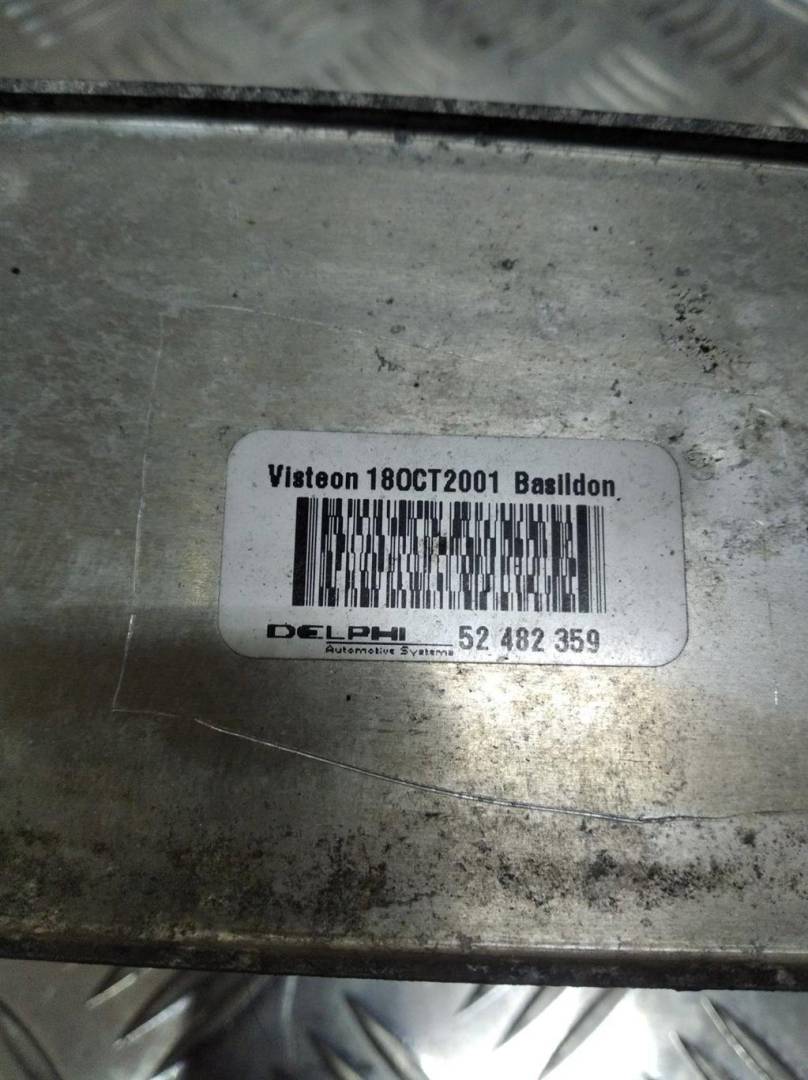 Visteon 18OCT2001 Basildon
DELPHI 52 482 359
Automotive Systems